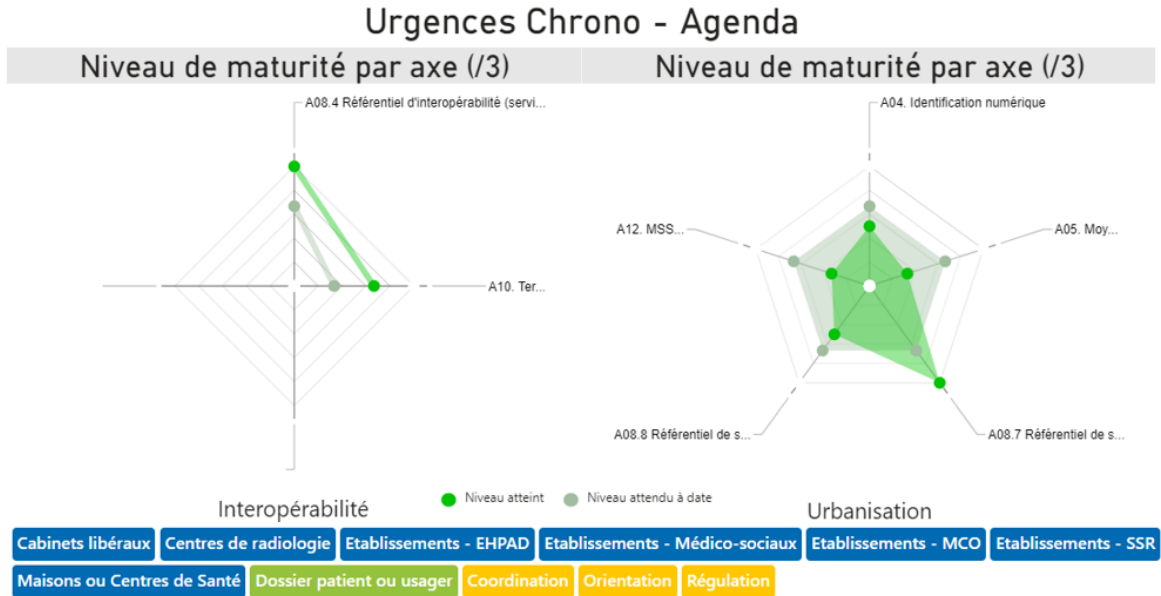 Urgences Chrono - Agenda
Niveau de maturité par axe (/3)
Niveau de maturité par axe (/3)
A08.4 Référentiel d'interopérabilité (servi...
A10. Ter...
A04. Identification numérique
A12. MSS...
A05. Moy...
A08.8 Référentiel de s...
A08.7 Référentiel de s...
Interopérabilité
Niveau atteint
Niveau attendu à date
Urbanisation
Cabinets libéraux
Centres de radiologie
Etablissements - EHPAD
Etablissements - Médico-sociaux
Etablissements - MCO
Etablissements - SSR
Maisons ou Centres de Santé
Dossier patient ou usager
Coordination
Orientation
Régulation